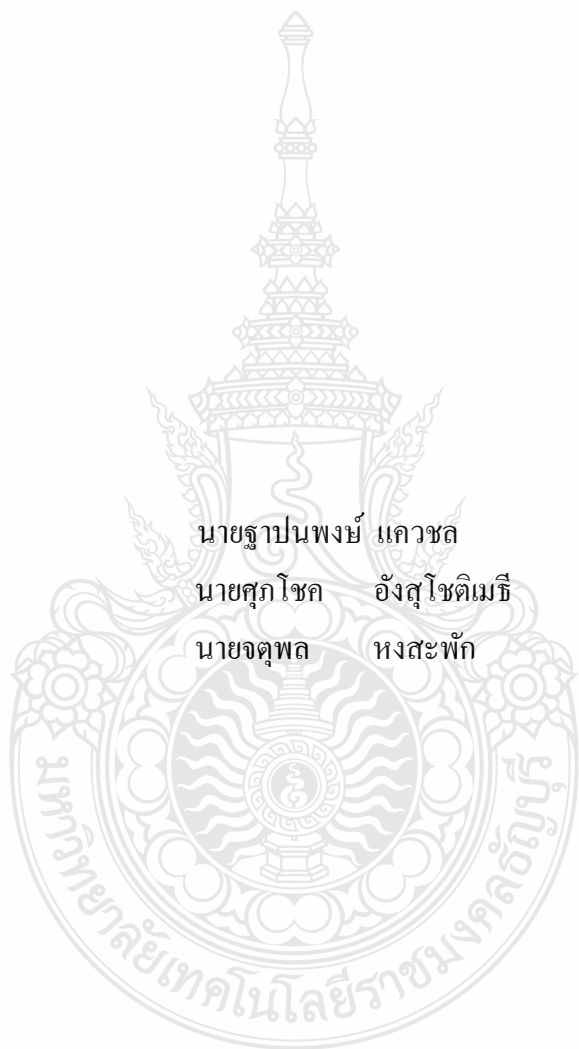 นายฐาปนพงษ์ แควชล
นายศุภโชค อังสุโชติเมธี
นายจตุพล หงสะพัก
มหาวิทยาลัยเทคโนโลยีราชมงคลธัญบุรี